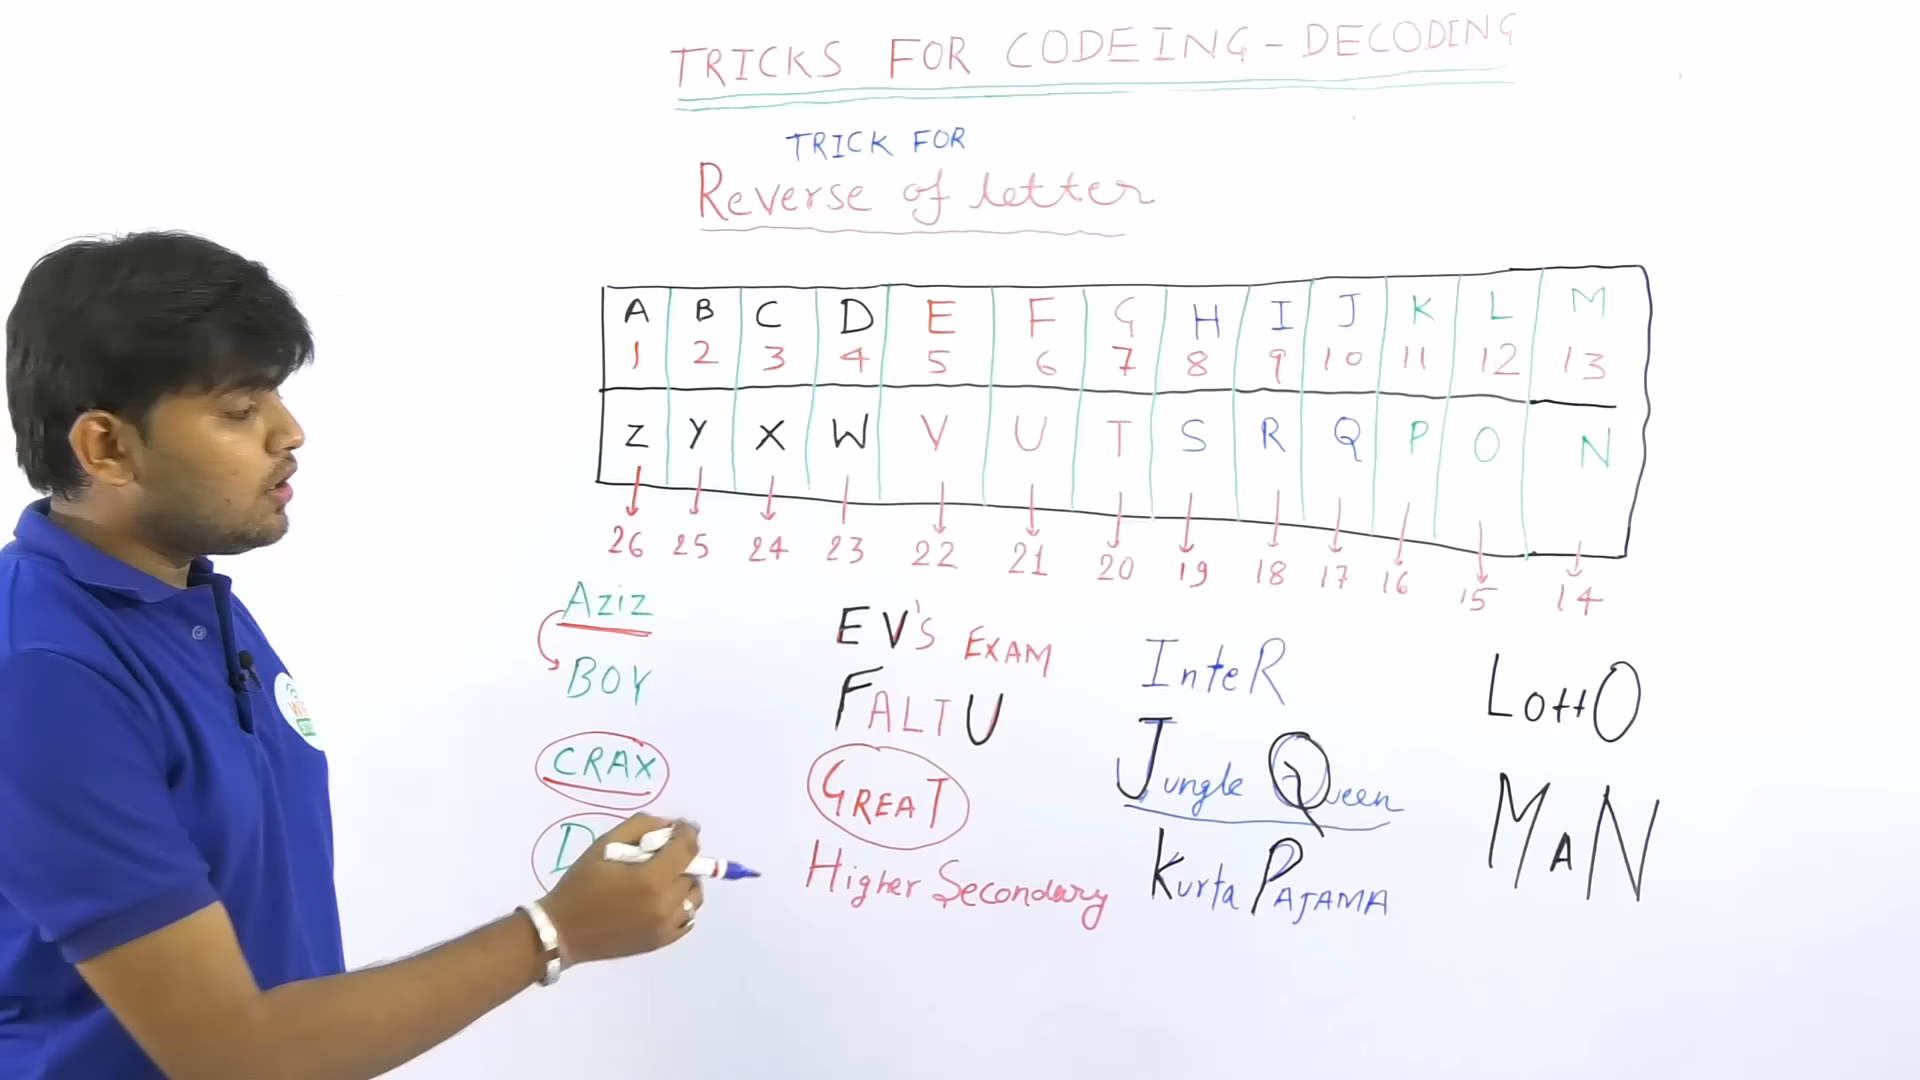 TRICKS FOR CODEING-DECODING
TRICK FOR
Reverse of letter
A B C D E F G H I J K L M
1 2 3 4 5 6 7 8 9 10 11 12 13
Z Y X W V U T S R Q P O N
26 25 24 23 22 21 20 19 18 17 16 15 14
Aziz
BOY
CRAX
D
EV'S EXAM
FALTU
GREAT
Higher Secondary
InteR
Jungle Queen
Kurta PAJAMA
LottO
MaN